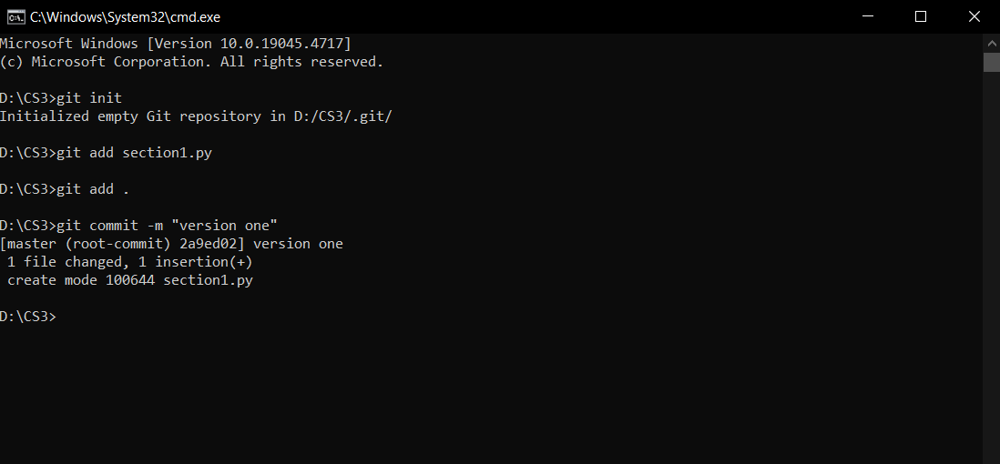 C:\Windows\System32\cmd.exe
Microsoft Windows [Version 10.0.19045.4717]
(c) Microsoft Corporation. All rights reserved.
D:\CS3>git init
Initialized empty Git repository in D:/CS3/.git/
D:\CS3>git add section1.py
D:\CS3>git add .
D:\CS3>git commit -m "version one"
[master (root-commit) 2a9ed02] version one
 1 file changed, 1 insertion(+)
 create mode 100644 section1.py
D:\CS3>